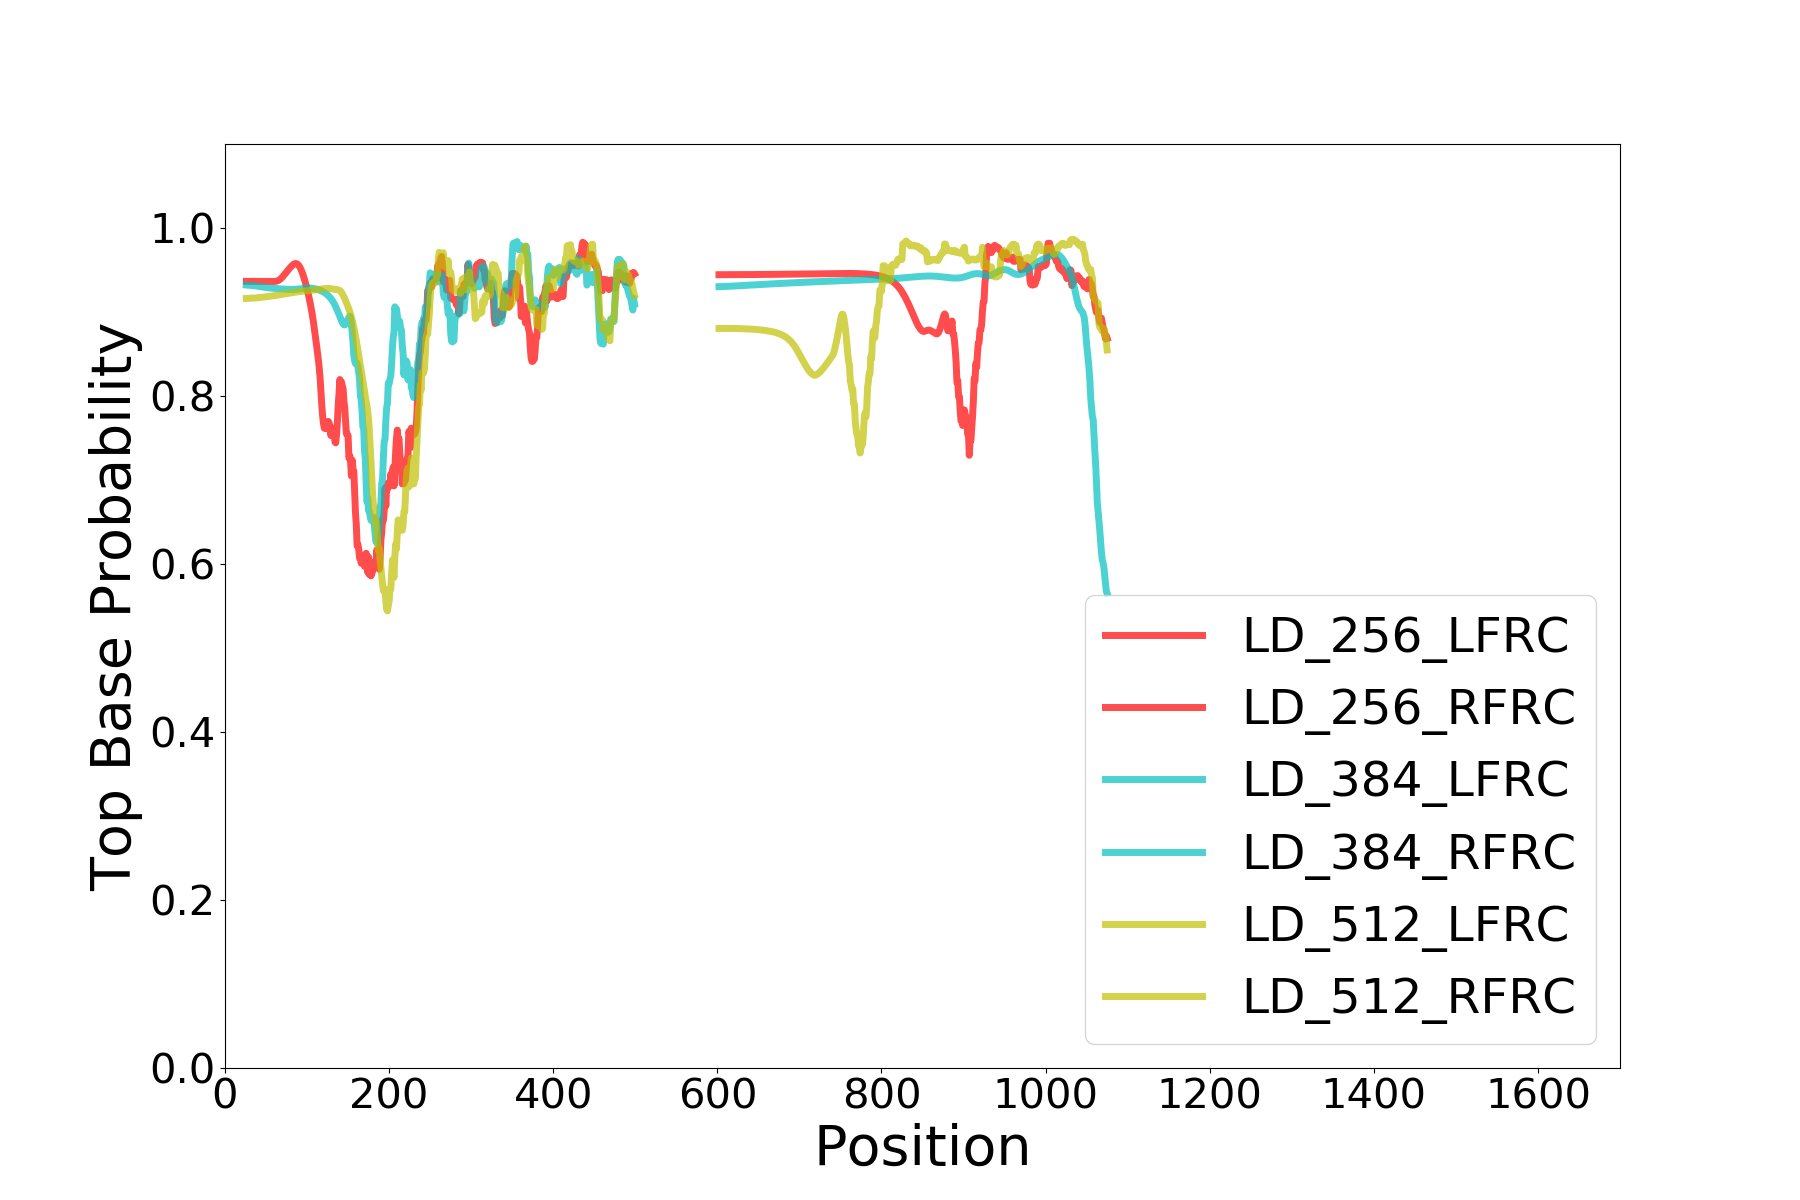 Top Base Probability
1.0
0.8
0.6
0.4
0.2
0.0
0 200 400 600 800 1000 1200 1400 1600
Position
LD_256_LFRC
LD_256_RFRC
LD_384_LFRC
LD_384_RFRC
LD_512_LFRC
LD_512_RFRC